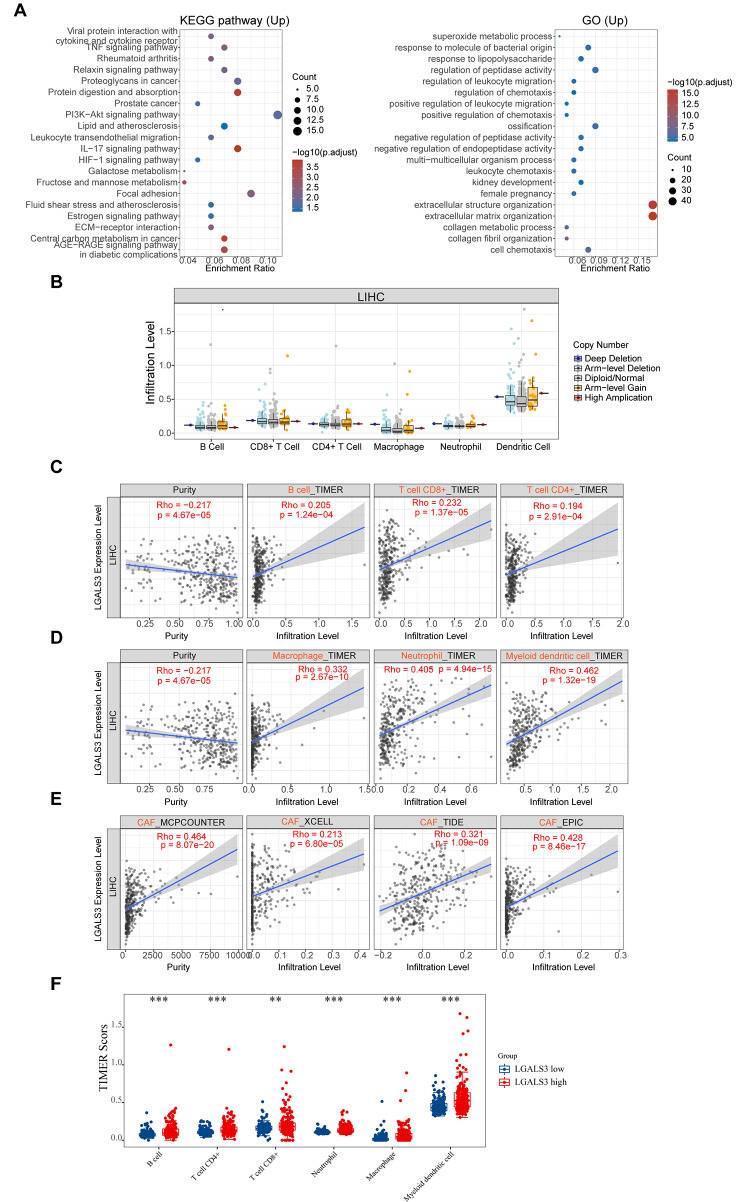 A
KEGG pathway (Up)
Viral protein interaction with
cytokine and cytokine receptor
TNF signaling pathway
Rheumatoid arthritis
Relaxin signaling pathway
Proteoglycans in cancer
Protein digestion and absorption
Prostate cancer
PI3K-Akt signaling pathway
Lipid and atherosclerosis
Leukocyte transendothelial migration
IL-17 signaling pathway
HIF-1 signaling pathway
Galactose metabolism
Fructose and mannose metabolism
Focal adhesion
Fluid shear stress and atherosclerosis
Estrogen signaling pathway
ECM-receptor interaction
Central carbon metabolism in cancer
AGE-RAGE signaling pathway
in diabetic complications
0.04 0.06 0.08 0.10
Enrichment Ratio
Count
5.0
7.5
10.0
12.5
15.0
-log10(p.adjust)
3.5
3.0
2.5
2.0
1.5
GO (Up)
superoxide metabolic process
response to molecule of bacterial origin
response to lipopolysaccharide
regulation of peptidase activity
regulation of leukocyte migration
regulation of chemotaxis
positive regulation of leukocyte migration
positive regulation of chemotaxis
ossification
negative regulation of peptidase activity
negative regulation of endopeptidase activity
multi-multicellular organism process
leukocyte chemotaxis
kidney development
female pregnancy
extracellular structure organization
extracellular matrix organization
collagen metabolic process
collagen fibril organization
cell chemotaxis
0.06 0.09 0.12 0.15
Enrichment Ratio
-log10(p.adjust)
15.0
12.5
10.0
7.5
5.0
Count
10
20
30
40
B
LIHC
Infiltration Level
1.5
1.0
0.5
0.0
B Cell CD8+ T Cell CD4+ T Cell Macrophage Neutrophil Dendritic Cell
Copy Number
Deep Deletion
Arm-level Deletion
Diploid/Normal
Arm-level Gain
High Amplication
C
LGALS3 Expression Level
LIHC
Purity
Rho = −0.217
p = 4.67e−05
0.25 0.50 0.75 1.00
Purity
B cell_TIMER
Rho = 0.205
p = 1.24e−04
0.0 0.5 1.0 1.5
Infiltration Level
T cell CD8+_TIMER
Rho = 0.232
p = 1.37e−05
0.0 0.5 1.0 1.5 2.0
Infiltration Level
T cell CD4+_TIMER
Rho = 0.194
p = 2.91e−04
0.0 0.5 1.0 1.5 2.0
Infiltration Level
D
LGALS3 Expression Level
LIHC
Purity
Rho = −0.217
p = 4.67e−05
0.25 0.50 0.75 1.00
Purity
Macrophage_TIMER
Rho = 0.332
p = 2.67e−10
0.0 0.5 1.0 1.5
Infiltration Level
Neutrophil_TIMER
Rho = 0.405 p = 4.94e−15
0.0 0.2 0.4 0.6
Infiltration Level
Myeloid dendritic cell_TIMER
Rho = 0.462
p = 1.32e−19
0.5 1.0 1.5 2.0
Infiltration Level
E
LGALS3 Expression Level
LIHC
CAF_MCPCOUNTER
Rho = 0.464
p = 8.07e−20
0 2500 5000 7500 10000
Purity
CAF_XCELL
Rho = 0.213
p = 6.80e−05
0.0 0.1 0.2 0.3 0.4
Infiltration Level
CAF_TIDE
Rho = 0.321
p = 1.09e−09
−0.2 0.0 0.2
Infiltration Level
CAF_EPIC
Rho = 0.428
p = 8.46e−17
0.0 0.1 0.2 0.3
Infiltration Level
F
TIMER Scors
1.5
1.0
0.5
0.0
*** *** ** *** *** ***
B cell
T cell CD4+
T cell CD8+
Neutrophil
Macrophage
Myeloid dendritic cell
Group
LGALS3 low
LGALS3 high